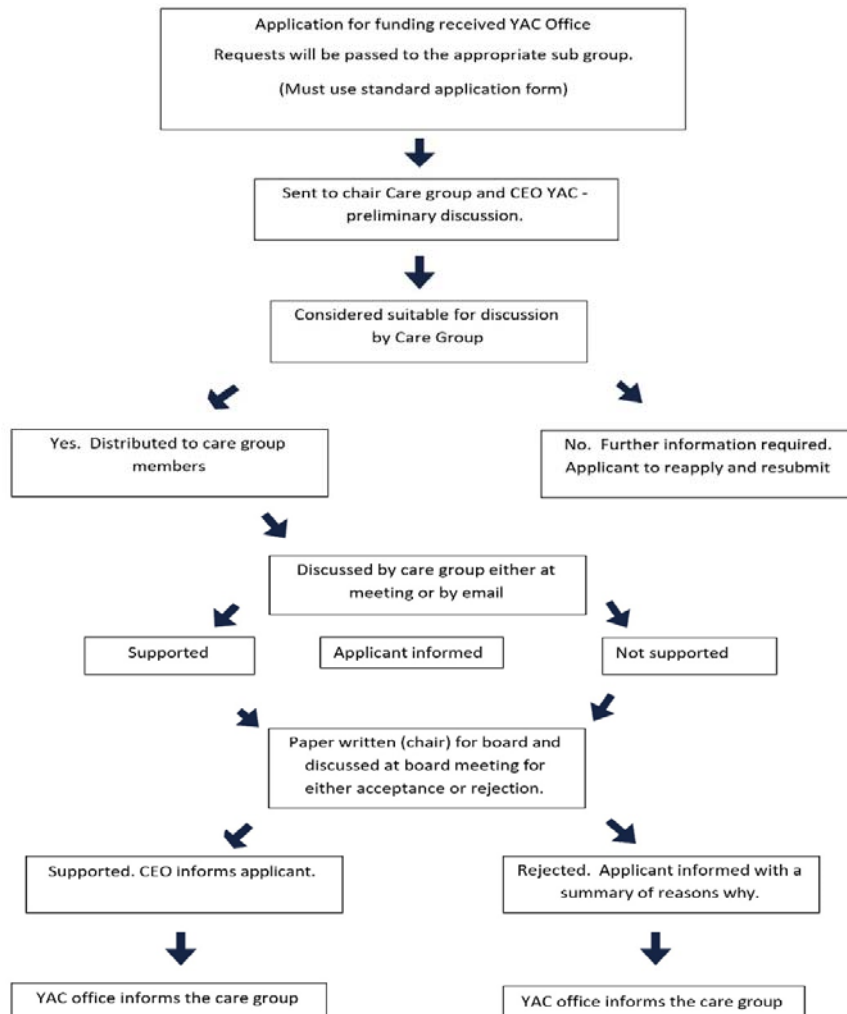 Application for funding received YAC Office
Requests will be passed to the appropriate sub group.
(Must use standard application form)
Sent to chair Care group and CEO YAC -
preliminary discussion.
Considered suitable for discussion
by Care Group
Yes. Distributed to care group
members
No. Further information required.
Applicant to reapply and resubmit
Discussed by care group either at
meeting or by email
Supported
Applicant informed
Not supported
Paper written (chair) for board and
discussed at board meeting for
either acceptance or rejection.
Supported. CEO informs applicant.
Rejected. Applicant informed with a
summary of reasons why.
YAC office informs the care group
YAC office informs the care group